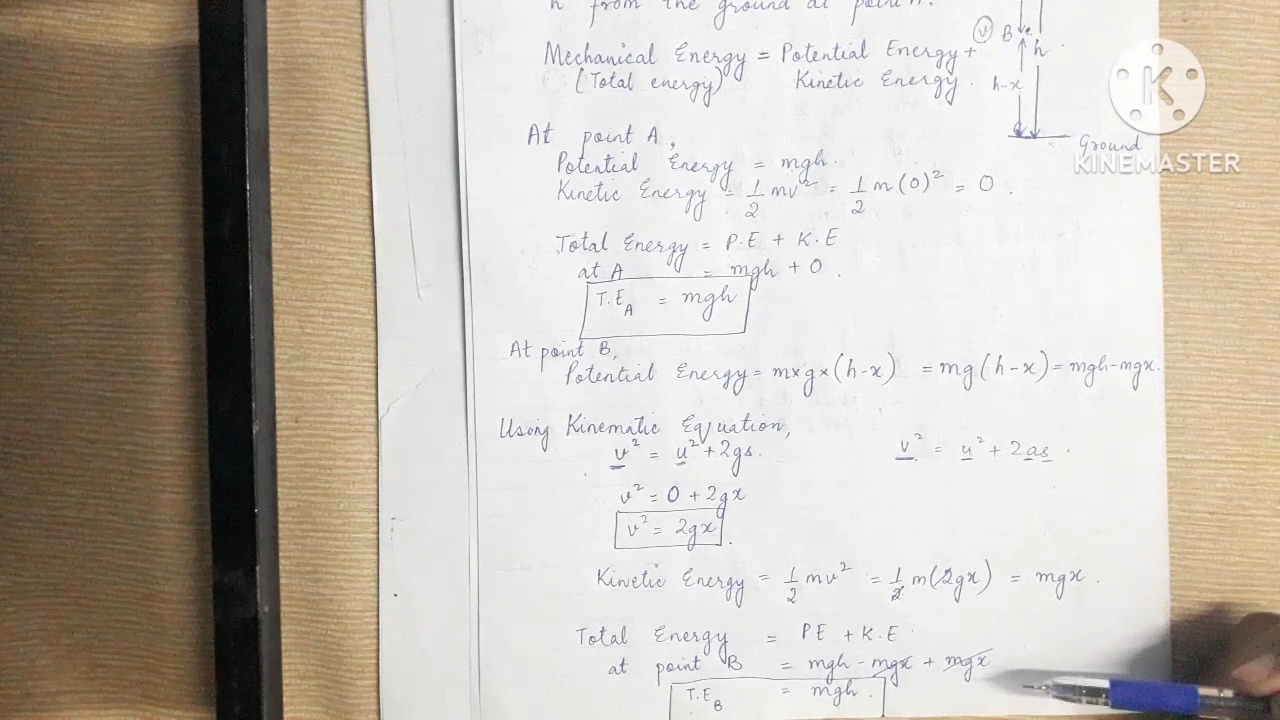 h from the ground at point A.
Mechanical Energy = Potential Energy +
(Total energy) Kinetic Energy.
v B
h
h-x
Ground
K
KINEMASTER
At point A,
Potential Energy = mgh.
Kinetic Energy = 1/2 mv² = 1/2 m(0)² = 0.
Total Energy = P.E + K.E
at A = mgh + 0.
T.E_A = mgh
At point B,
Potential Energy = m×g×(h-x) = mg(h-x) = mgh-mgx.
Using Kinematic Equation,
v² = u² + 2gs. v² = u² + 2as.
v² = 0 + 2gx
v² = 2gx.
Kinetic Energy = 1/2 mv² = 1/2 m(2gx) = mgx.
Total Energy = PE + K.E.
at point B = mgh - mgx + mgx
T.E_B = mgh.